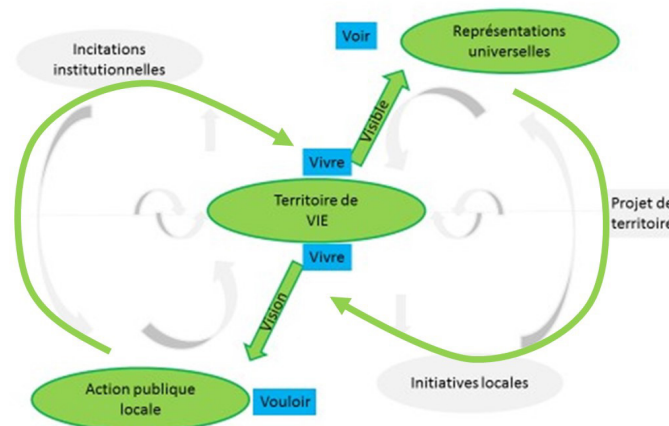 Incitations
institutionnelles
Voir
Représentations
universelles
Visible
Vivre
Territoire de
VIE
Projet de
territoire
Vivre
Vision
Action publique
locale
Vouloir
Initiatives locales